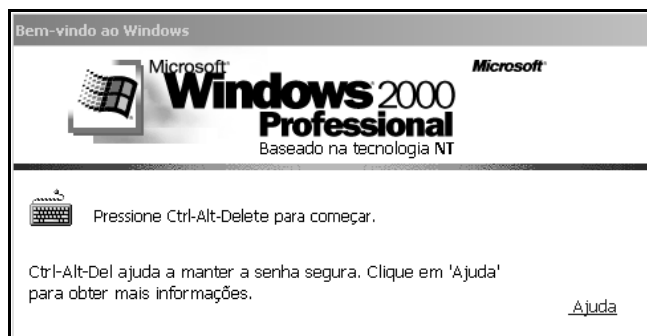 Bem-vindo ao Windows
Microsoft
Microsoft
Windows 2000
Professional
Baseado na tecnologia NT
Pressione Ctrl-Alt-Delete para começar.
Ctrl-Alt-Del ajuda a manter a senha segura. Clique em 'Ajuda'
para obter mais informações.
Ajuda